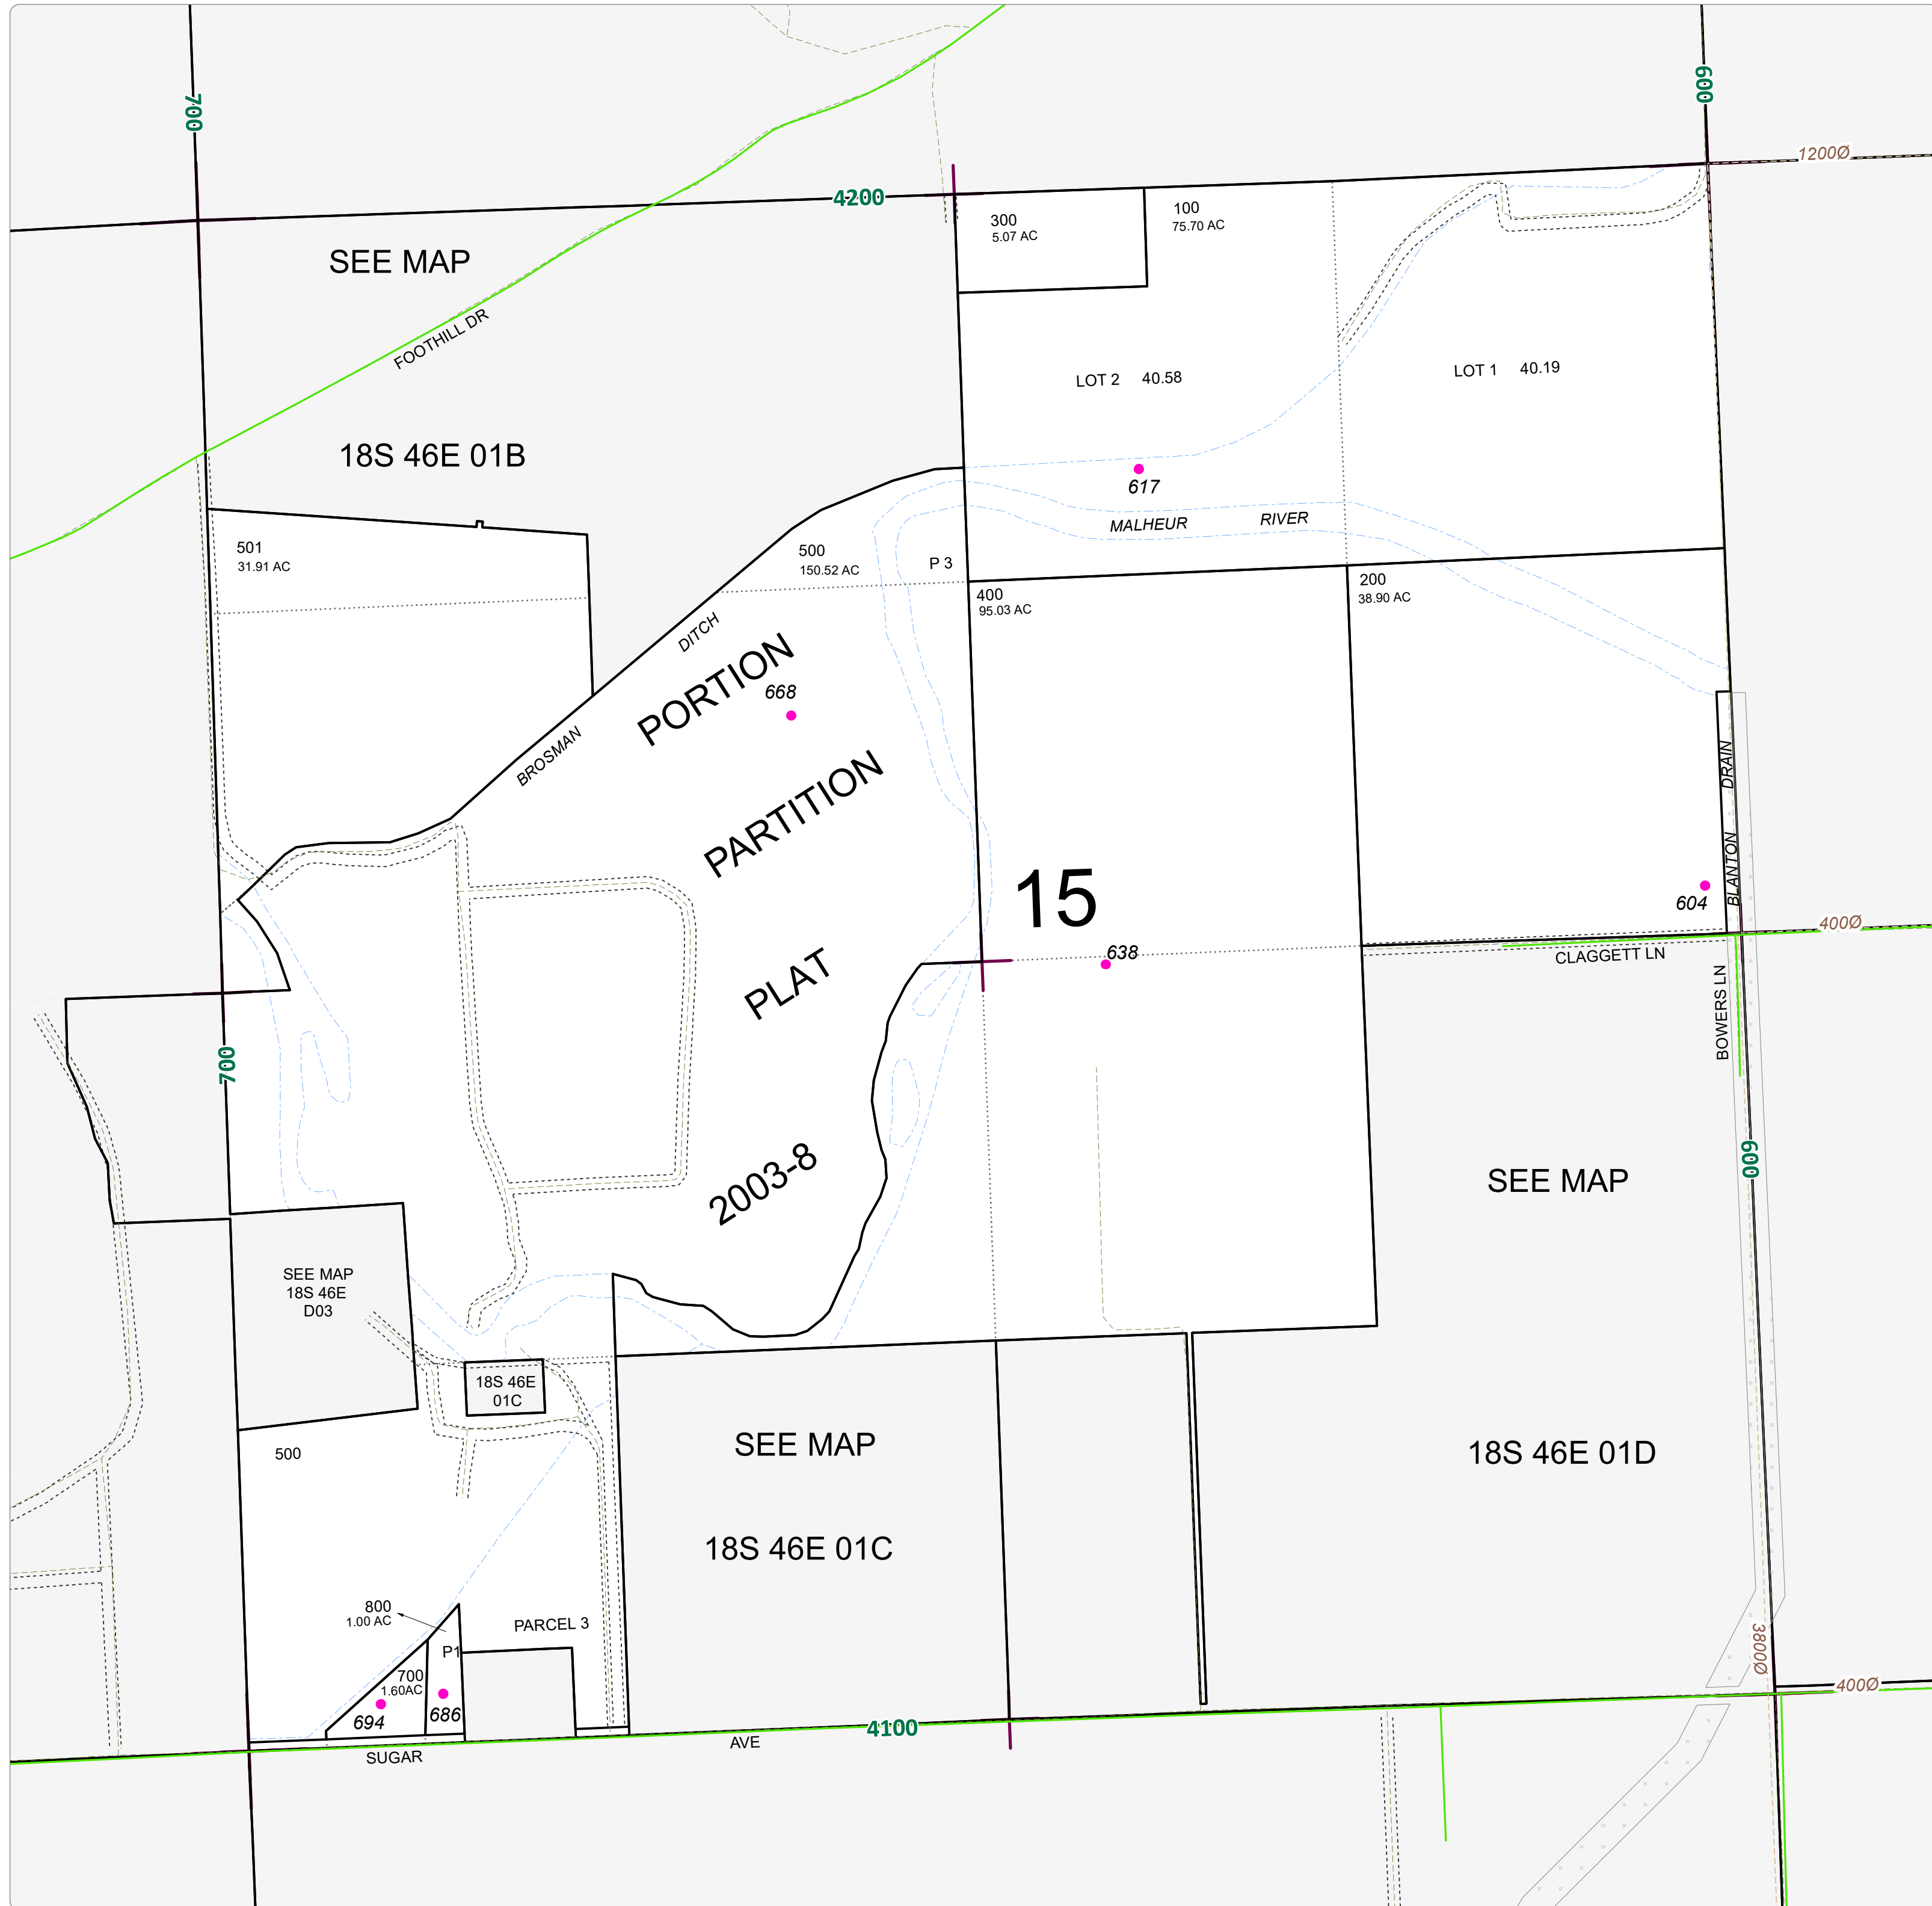 700
600
1200Ø
4200
300
5.07 AC
100
75.70 AC
SEE MAP
FOOTHILL DR
18S 46E 01B
LOT 2 40.58
LOT 1 40.19
617
MALHEUR RIVER
501
31.91 AC
500
150.52 AC
P 3
400
95.03 AC
200
38.90 AC
BROSMAN DITCH
PORTION
668
PARTITION
PLAT
2003-8
15
638
604
BLANTON DRAIN
400Ø
CLAGGETT LN
BOWERS LN
700
600
SEE MAP
18S 46E 01D
SEE MAP
18S 46E
D03
18S 46E
01C
500
SEE MAP
18S 46E 01C
800
1.00 AC
PARCEL 3
P1
700
1.60AC
694
686
3800Ø
400Ø
4100
SUGAR AVE